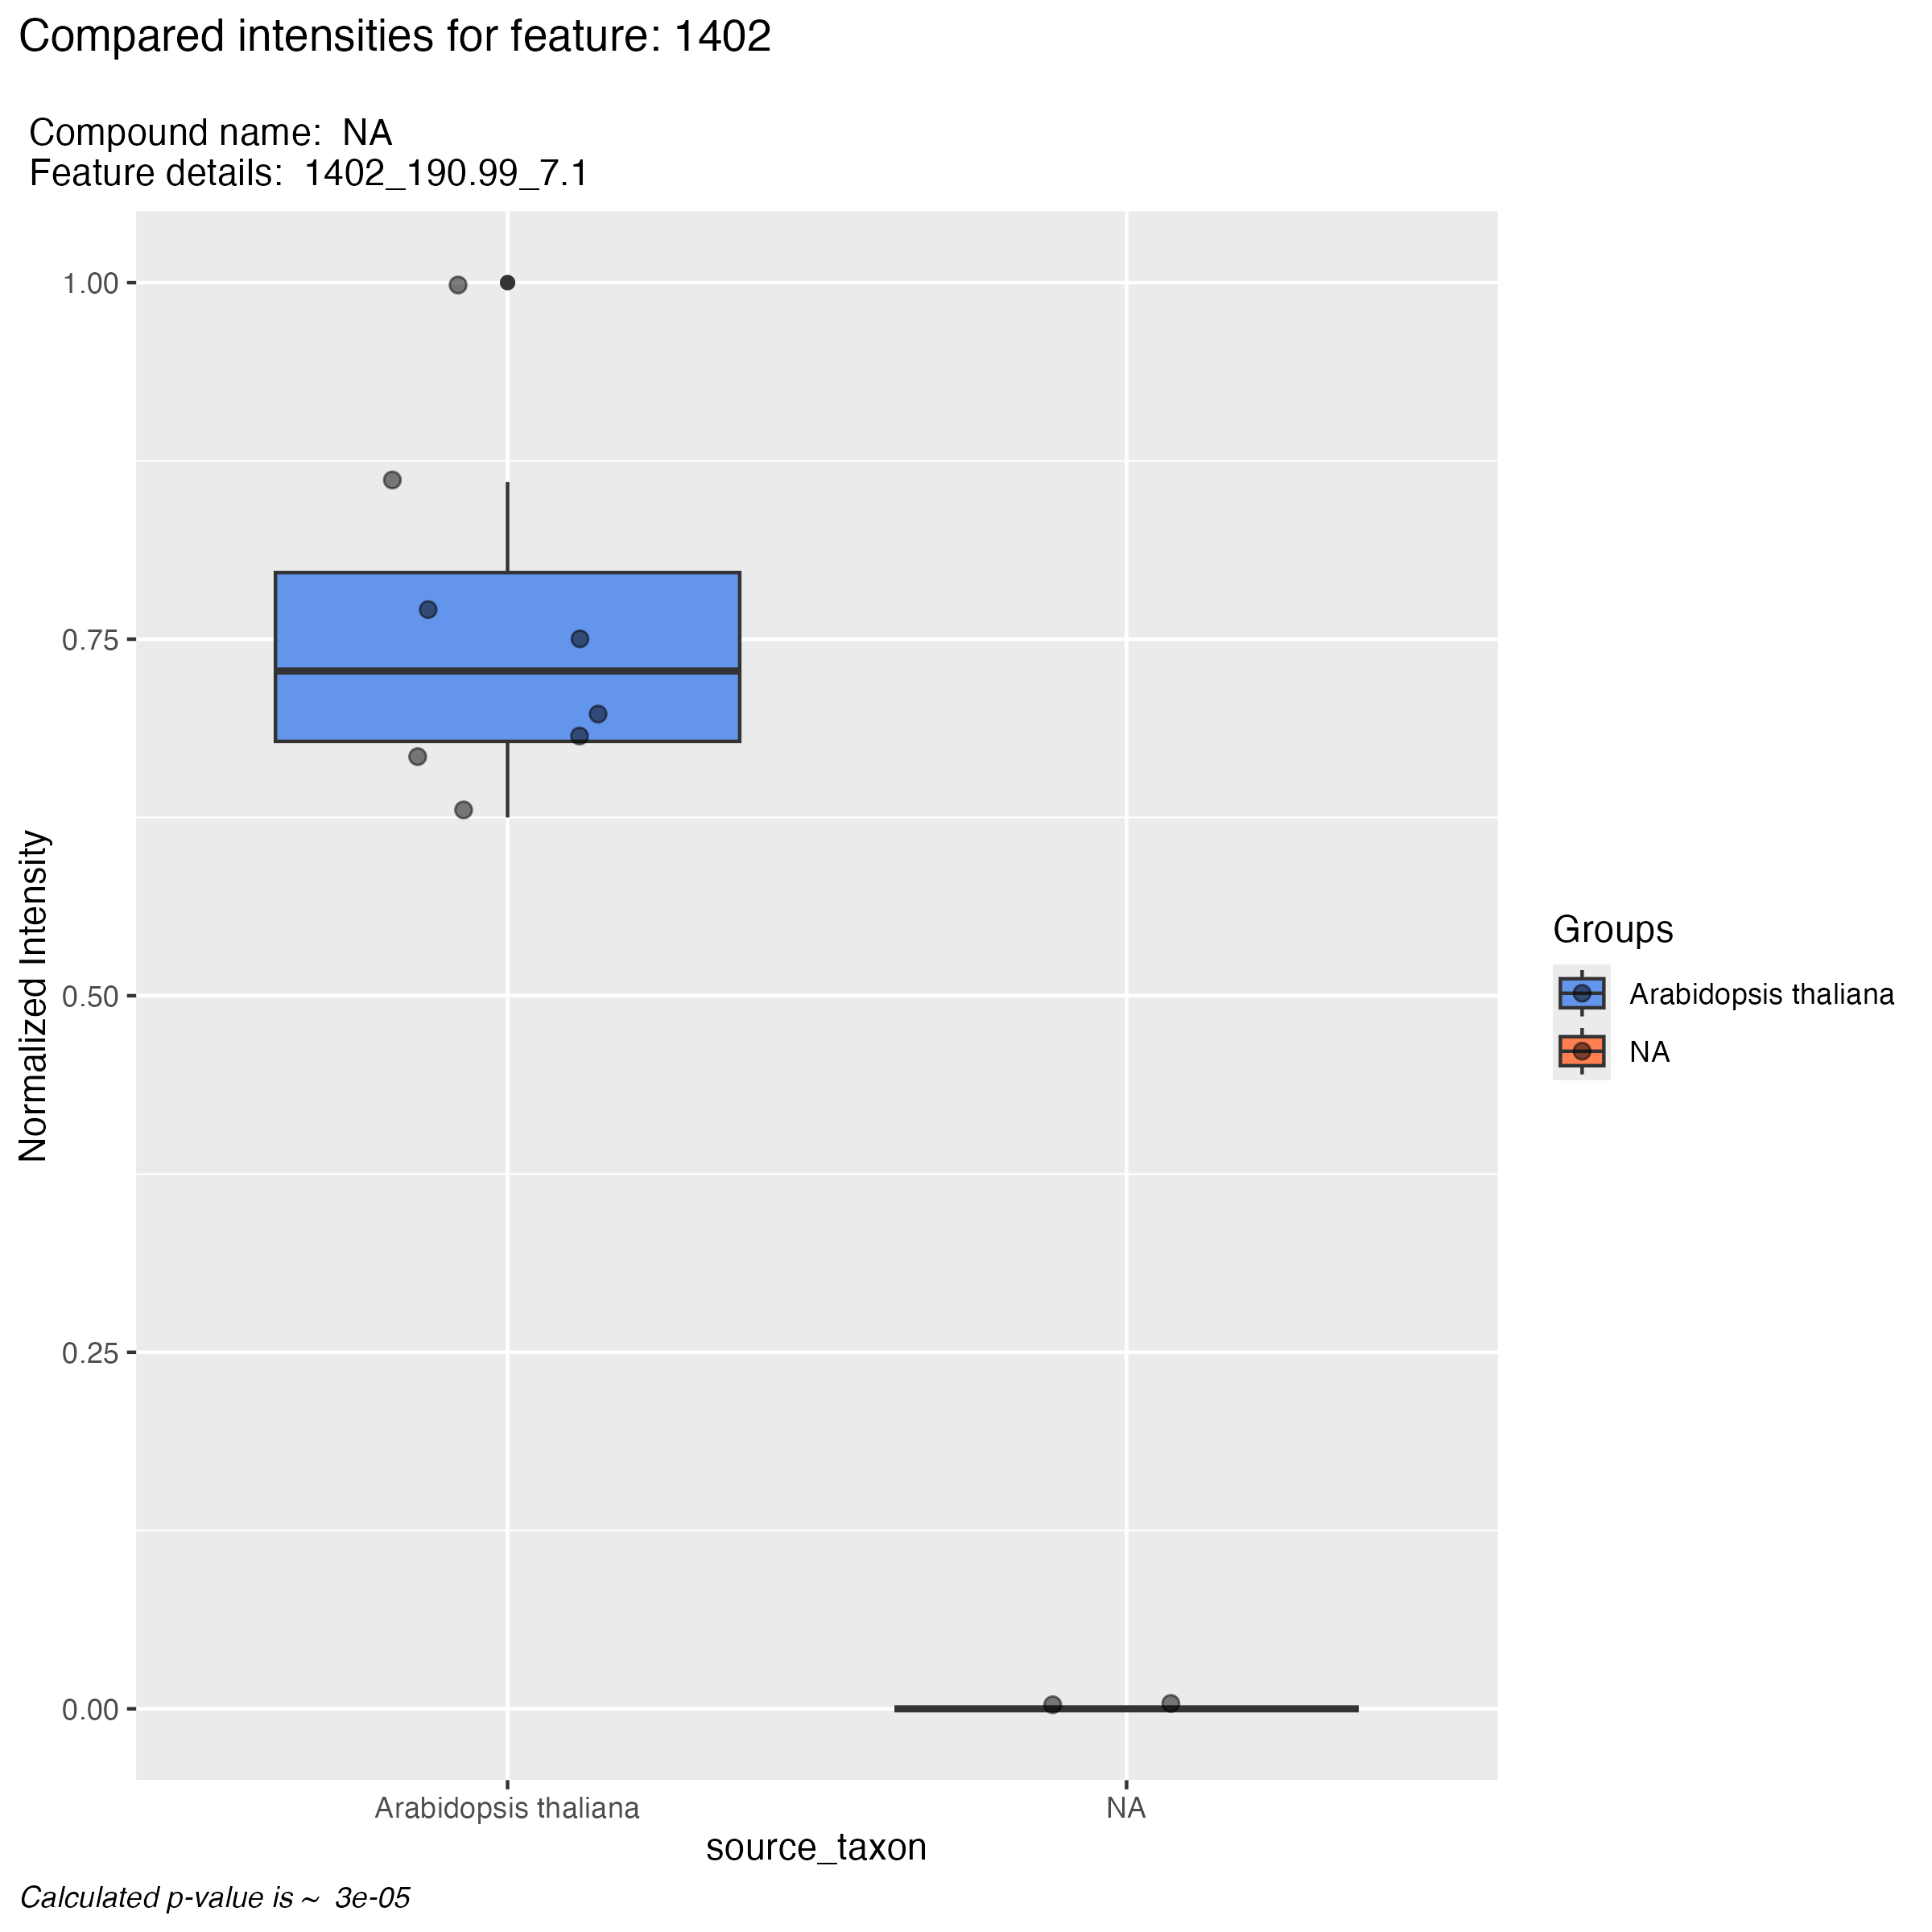 Compared intensities for feature: 1402
Compound name:  NA
Feature details:  1402_190.99_7.1
1.00
0.75
0.50
0.25
0.00
Normalized Intensity
Arabidopsis thaliana
NA
source_taxon
Groups
Arabidopsis thaliana
NA
Calculated p-value is ~  3e-05